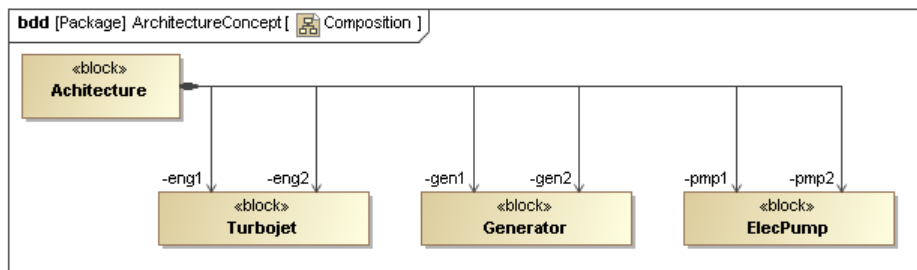 bdd [Package] ArchitectureConcept [ Composition ]
«block»
Achitecture
-eng1 -eng2 -gen1 -gen2 -pmp1 -pmp2
«block» «block» «block»
Turbojet Generator ElecPump